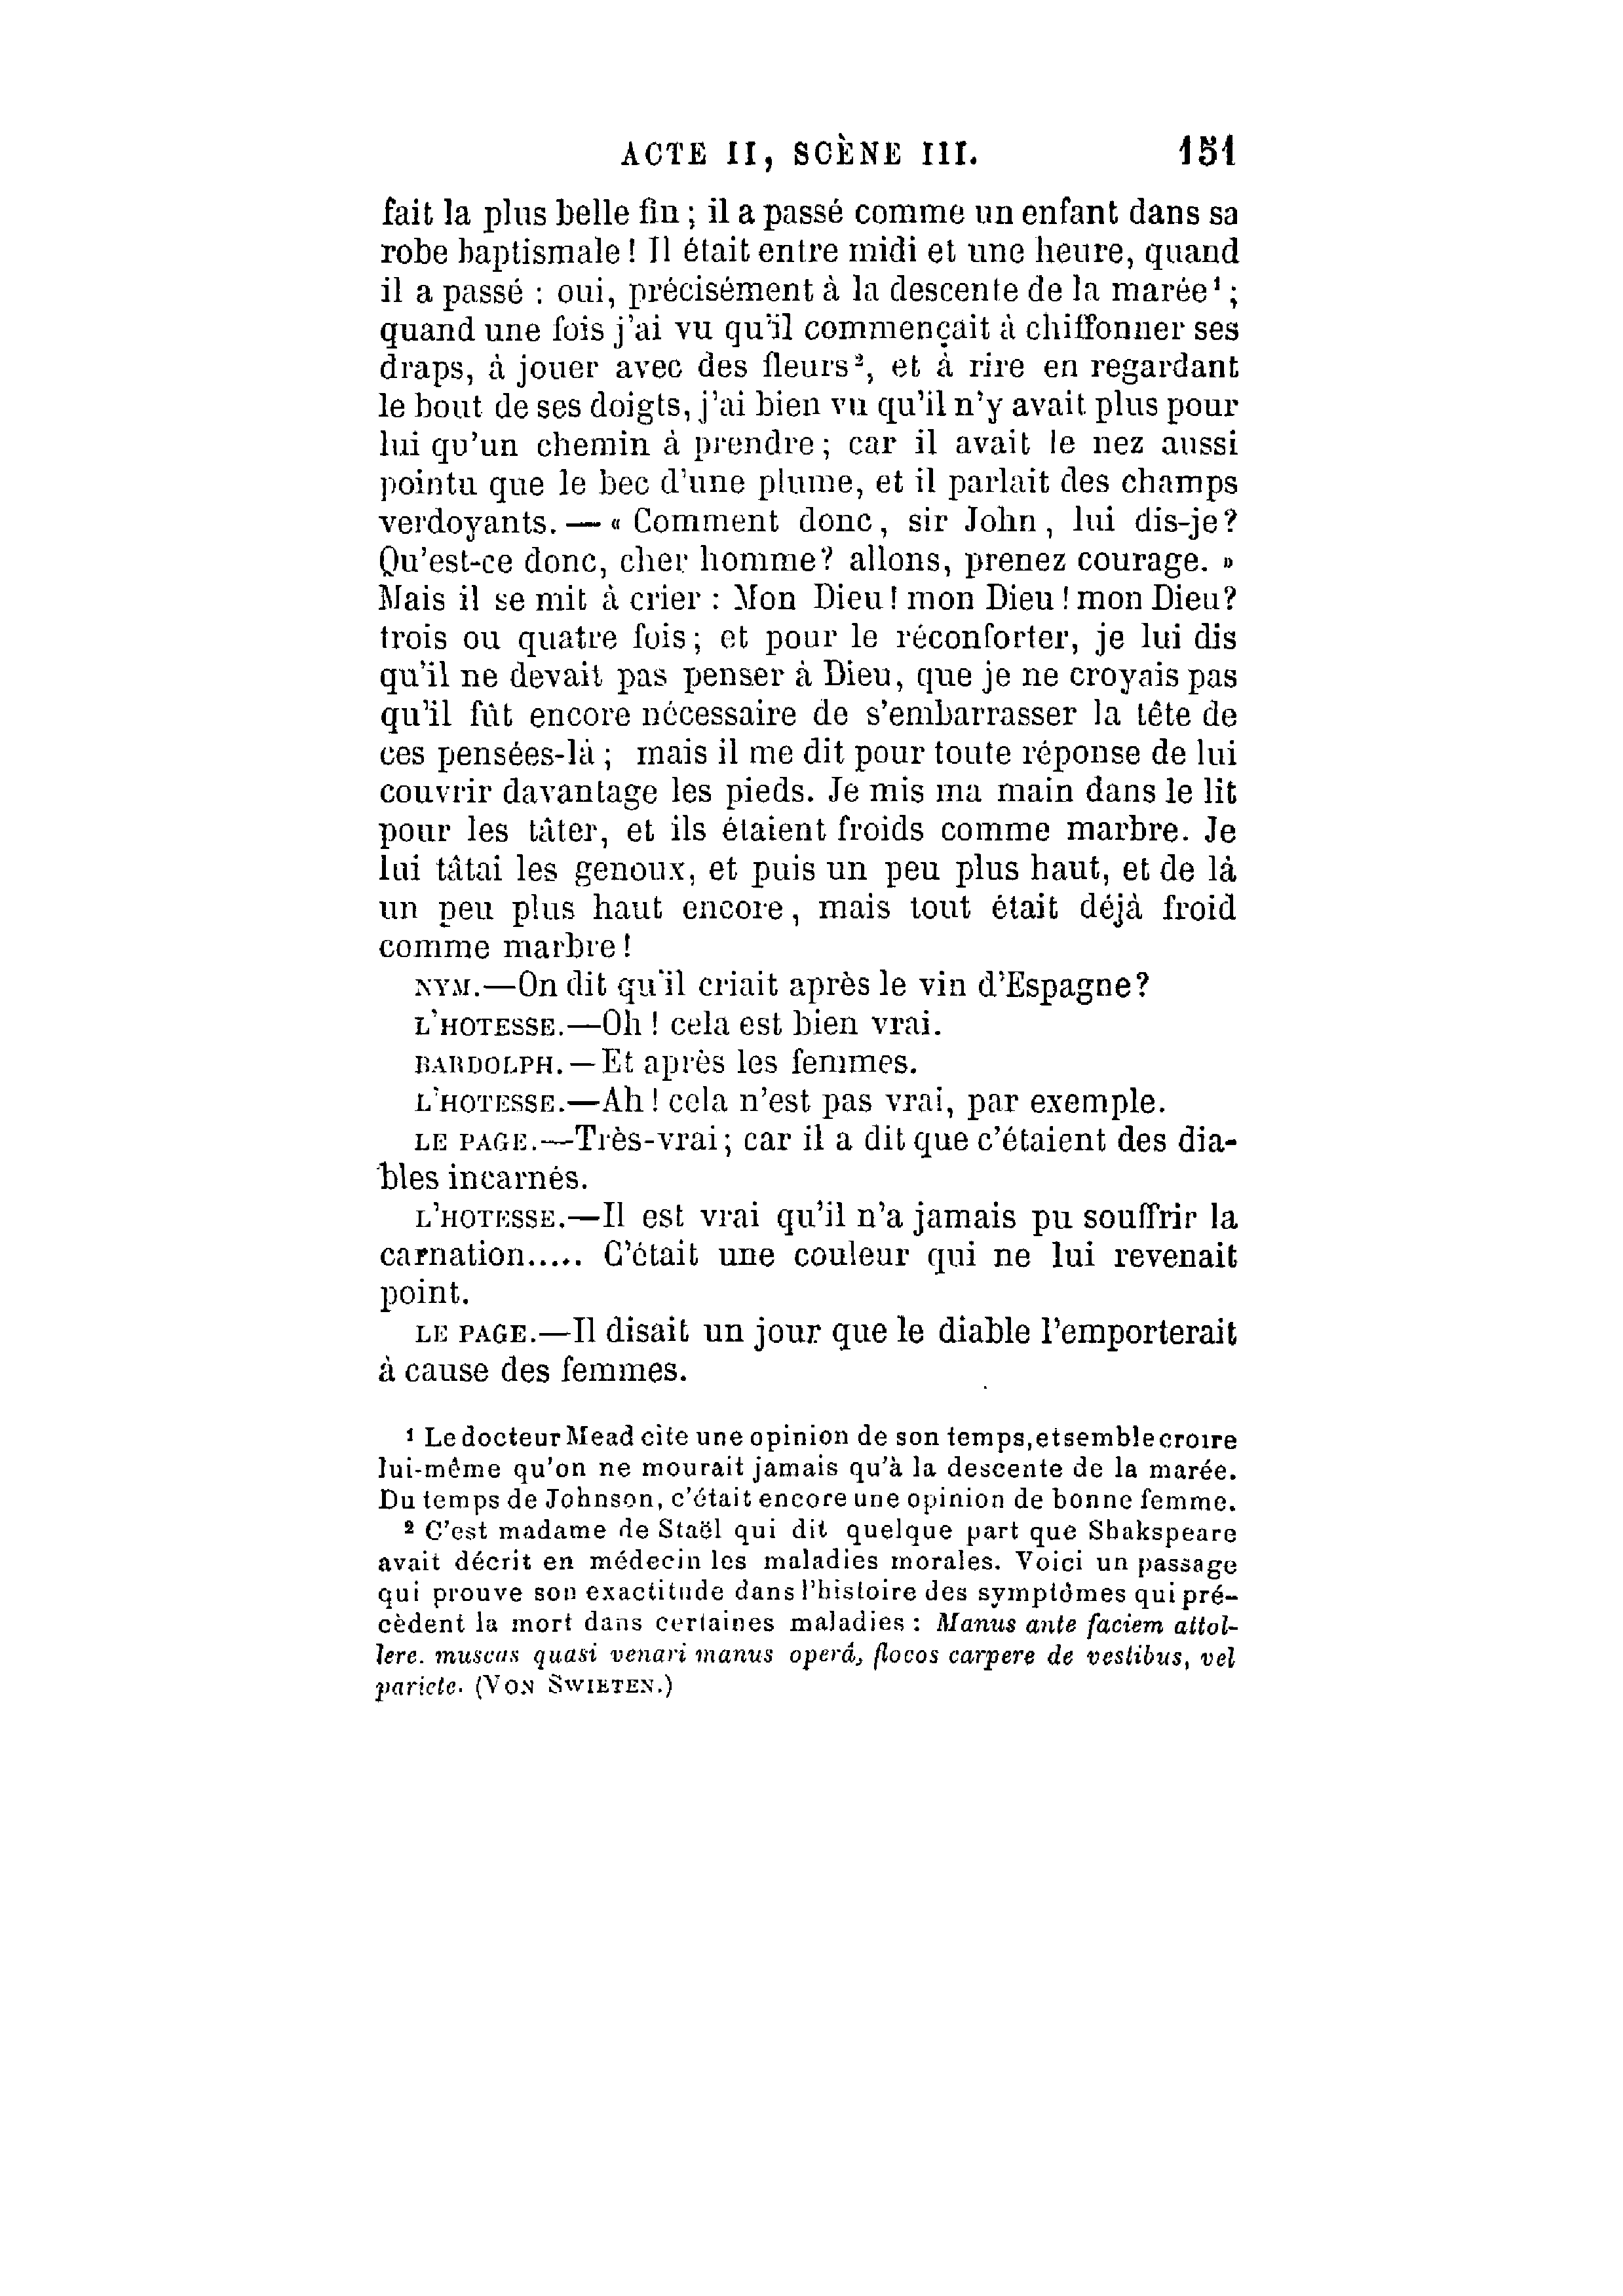 ACTE II, SCÈNE III. 151
fait la plus belle fin ; il a passé comme un enfant dans sa
robe baptismale ! Il était entre midi et une heure, quand
il a passé : oui, précisément à la descente de la marée¹ ;
quand une fois j'ai vu qu'il commençait à chiffonner ses
draps, à jouer avec des fleurs², et à rire en regardant
le bout de ses doigts, j'ai bien vu qu'il n'y avait plus pour
lui qu'un chemin à prendre ; car il avait le nez aussi
pointu que le bec d'une plume, et il parlait des champs
verdoyants. — « Comment donc, sir John, lui dis-je?
Qu'est-ce donc, cher homme? allons, prenez courage. »
Mais il se mit à crier : Mon Dieu ! mon Dieu ! mon Dieu?
trois ou quatre fois ; et pour le réconforter, je lui dis
qu'il ne devait pas penser à Dieu, que je ne croyais pas
qu'il fût encore nécessaire de s'embarrasser la tête de
ces pensées-là ; mais il me dit pour toute réponse de lui
couvrir davantage les pieds. Je mis ma main dans le lit
pour les tâter, et ils étaient froids comme marbre. Je
lui tâtai les genoux, et puis un peu plus haut, et de là
un peu plus haut encore, mais tout était déjà froid
comme marbre !
NYM.—On dit qu'il criait après le vin d'Espagne?
L'HOTESSE.—Oh ! cela est bien vrai.
BARDOLPH.—Et après les femmes.
L'HOTESSE.—Ah ! cela n'est pas vrai, par exemple.
LE PAGE.—Très-vrai ; car il a dit que c'étaient des dia-
bles incarnés.
L'HOTESSE.—Il est vrai qu'il n'a jamais pu souffrir la
carnation..... C'était une couleur qui ne lui revenait
point.
LE PAGE.—Il disait un jour que le diable l'emporterait
à cause des femmes.
¹ Le docteur Mead cite une opinion de son temps, et semble croire
lui-même qu'on ne mourait jamais qu'à la descente de la marée.
Du temps de Johnson, c'était encore une opinion de bonne femme.
² C'est madame de Staël qui dit quelque part que Shakspeare
avait décrit en médecin les maladies morales. Voici un passage
qui prouve son exactitude dans l'histoire des symptômes qui pré-
cèdent la mort dans certaines maladies : Manus ante faciem attol-
lere. muscas quasi venari manus operâ, flocos carpere de vestibus, vel
pariete. (VON SWIETEN.)